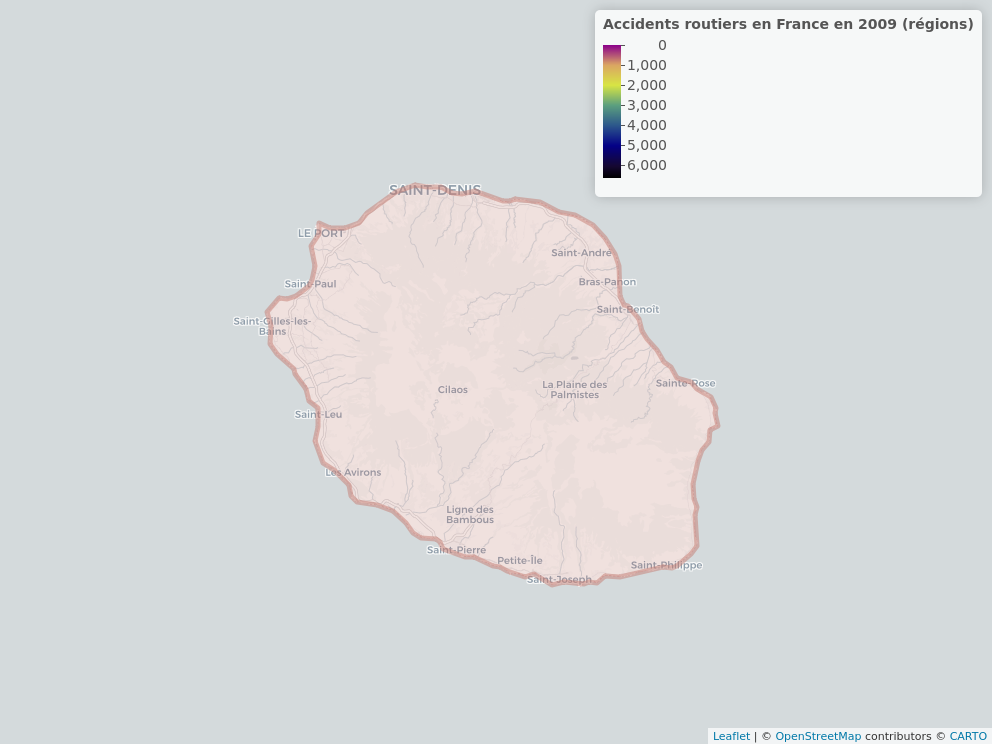 Accidents routiers en France en 2009 (régions)
0
1,000
2,000
3,000
4,000
5,000
6,000
SAINT-DENIS
LE PORT
Saint-André
Saint-Paul
Bras-Panon
Saint-Benoît
Saint-Gilles-les-
Bains
Cilaos
La Plaine des
Palmistes
Sainte-Rose
Saint-Leu
Les Avirons
Ligne des
Bambous
Saint-Pierre
Petite-Île
Saint-Philippe
Saint-Joseph
Leaflet | © OpenStreetMap contributors © CARTO